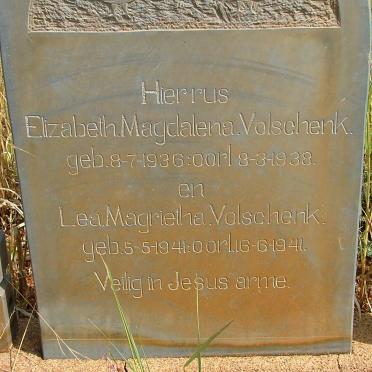 Hier rus
Elizabeth.Magdalena.Volschenk.
geb.8-7-1936:oorl 8-3-1938.
en
Lea.Magrietha.Volschenk.
geb.5-5-1941:oorl.16-6-1941.
Veilig in Jesus arme.